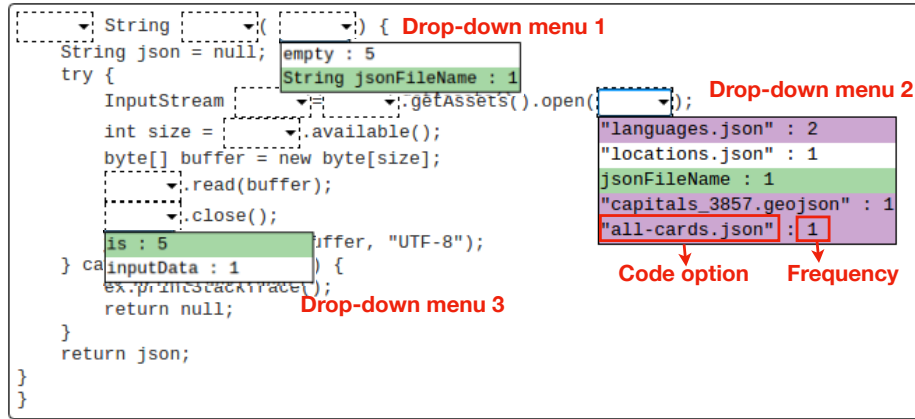 String ( ) { Drop-down menu 1
String json = null; empty : 5
try { String jsonFileName : 1
InputStream = .getAssets().open( ); Drop-down menu 2
int size = .available(); "languages.json" : 2
byte[] buffer = new byte[size]; "locations.json" : 1
.read(buffer); jsonFileName : 1
.close(); "capitals_3857.geojson" : 1
is : 5 uffer, "UTF-8"); "all-cards.json" : 1
} ca inputData : 1 ) { Code option Frequency
ex.printStackTrace(); Drop-down menu 3
return null;
}
return json;
}
}